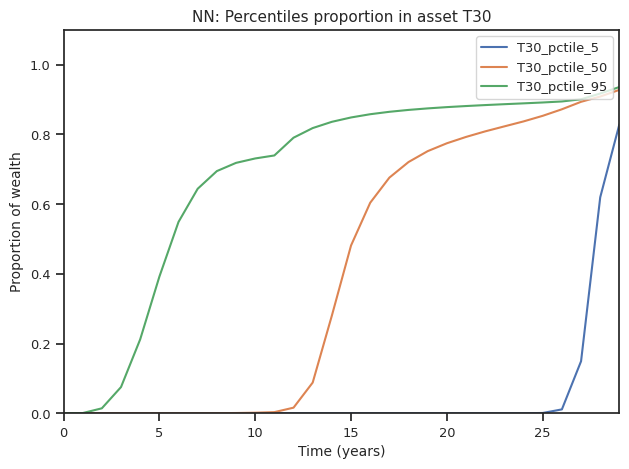 NN: Percentiles proportion in asset T30
T30_pctile_5
T30_pctile_50
T30_pctile_95
1.0
0.8
0.6
0.4
0.2
0.0
Proportion of wealth
0 5 10 15 20 25
Time (years)